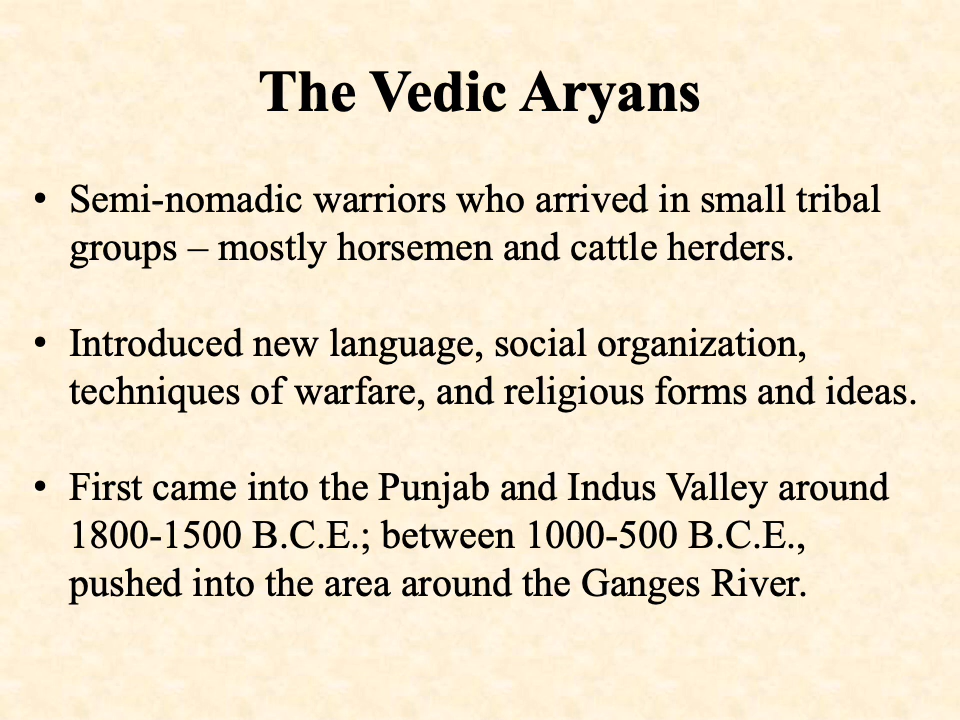 The Vedic Aryans
• Semi-nomadic warriors who arrived in small tribal
groups – mostly horsemen and cattle herders.
• Introduced new language, social organization,
techniques of warfare, and religious forms and ideas.
• First came into the Punjab and Indus Valley around
1800-1500 B.C.E.; between 1000-500 B.C.E.,
pushed into the area around the Ganges River.